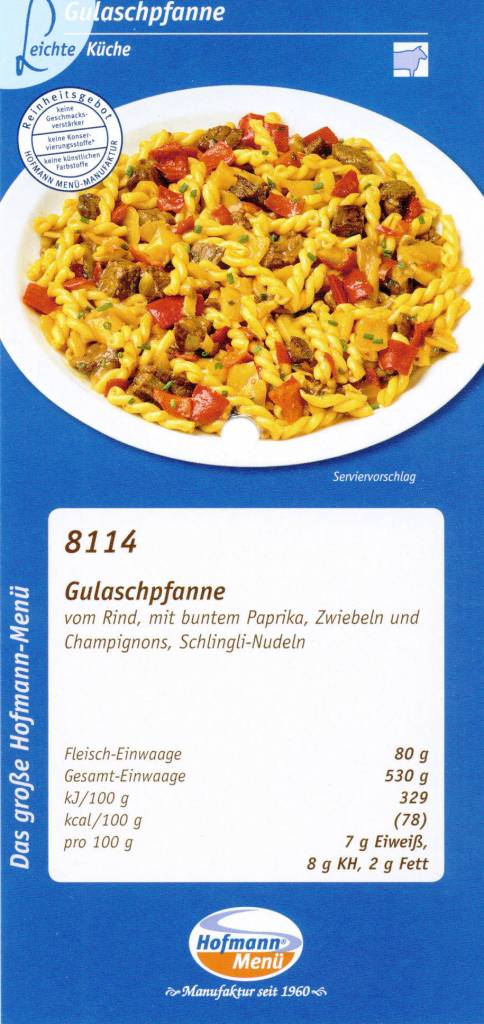 Gulaschpfanne
Leichte Küche
Reinheitsgebot
keine
Geschmacks-
verstärker
keine Konser-
vierungsstoffe*
keine künstlichen
Farbstoffe
HOFMANN MENÜ-MANUFAKTUR
Serviervorschlag
8114
Gulaschpfanne
vom Rind, mit buntem Paprika, Zwiebeln und
Champignons, Schlingli-Nudeln
Fleisch-Einwaage 80 g
Gesamt-Einwaage 530 g
kJ/100 g 329
kcal/100 g (78)
pro 100 g 7 g Eiweiß,
8 g KH, 2 g Fett
Das große Hofmann-Menü
Hofmann®
Menü
Manufaktur seit 1960